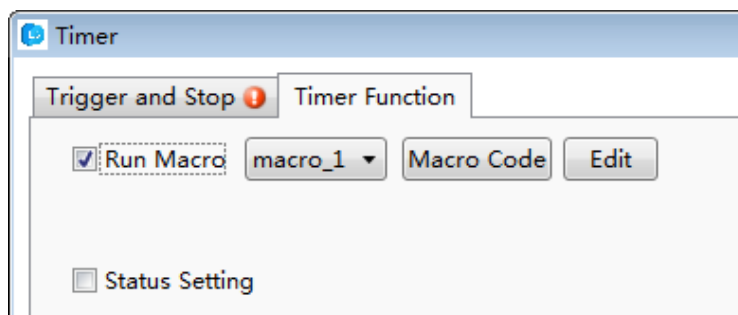 Timer
Trigger and Stop Timer Function
Run Macro macro_1 Macro Code Edit
Status Setting